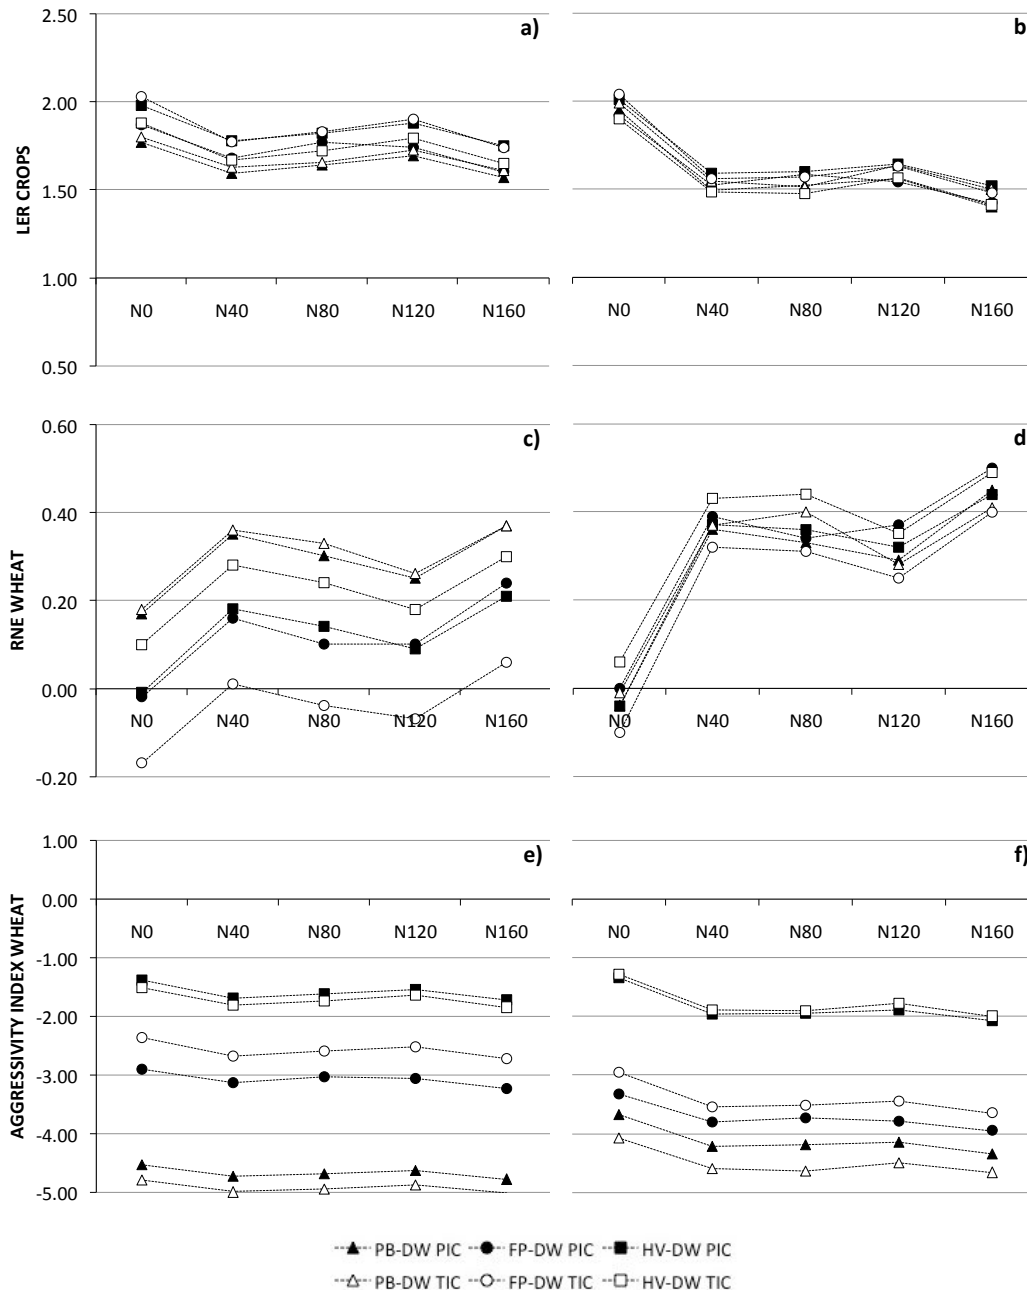 2.50
2.00
1.50
1.00
0.50
LER CROPS
a)
N0 N40 N80 N120 N160
b
N0 N40 N80 N120 N160
0.60
0.40
0.20
0.00
-0.20
RNE WHEAT
c)
N0 N40 N80 N120 N160
d
N0 N40 N80 N120 N160
1.00
0.00
-1.00
-2.00
-3.00
-4.00
-5.00
AGGRESSIVITY INDEX WHEAT
e)
N0 N40 N80 N120 N160
f)
N0 N40 N80 N120 N160
PB-DW PIC FP-DW PIC HV-DW PIC
PB-DW TIC FP-DW TIC HV-DW TIC